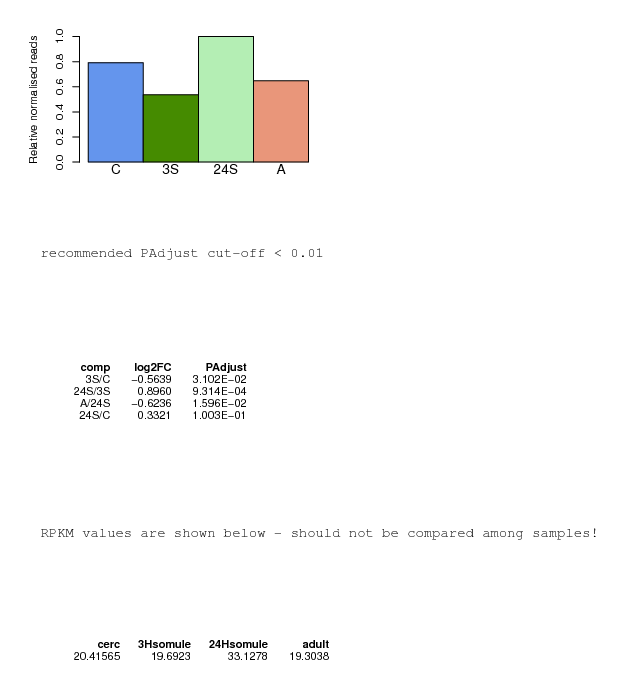 Relative normalised reads
1.0
0.8
0.6
0.4
0.2
0.0
C 3S 24S A
recommended PAdjust cut-off < 0.01
comp log2FC PAdjust
3S/C −0.5639 3.102E−02
24S/3S 0.8960 9.314E−04
A/24S −0.6236 1.596E−02
24S/C 0.3321 1.003E−01
RPKM values are shown below - should not be compared among samples!
cerc 3Hsomule 24Hsomule adult
20.41565 19.6923 33.1278 19.3038